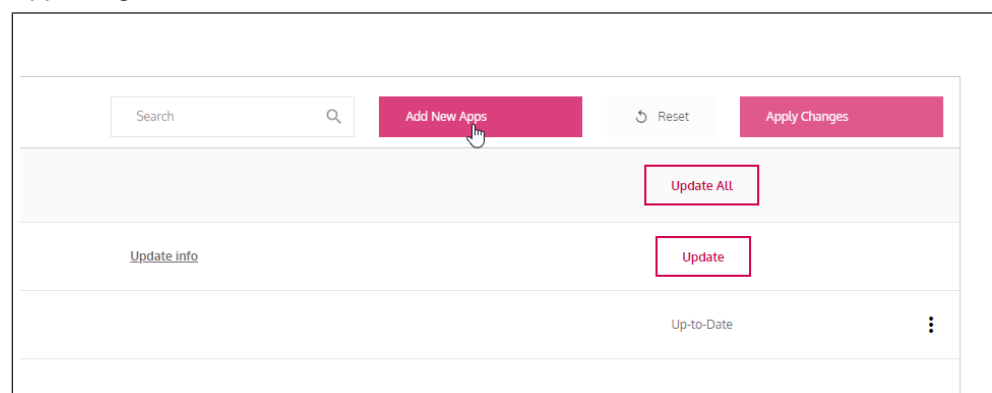 Search
Add New Apps
Reset
Apply Changes
Update All
Update info
Update
Up-to-Date